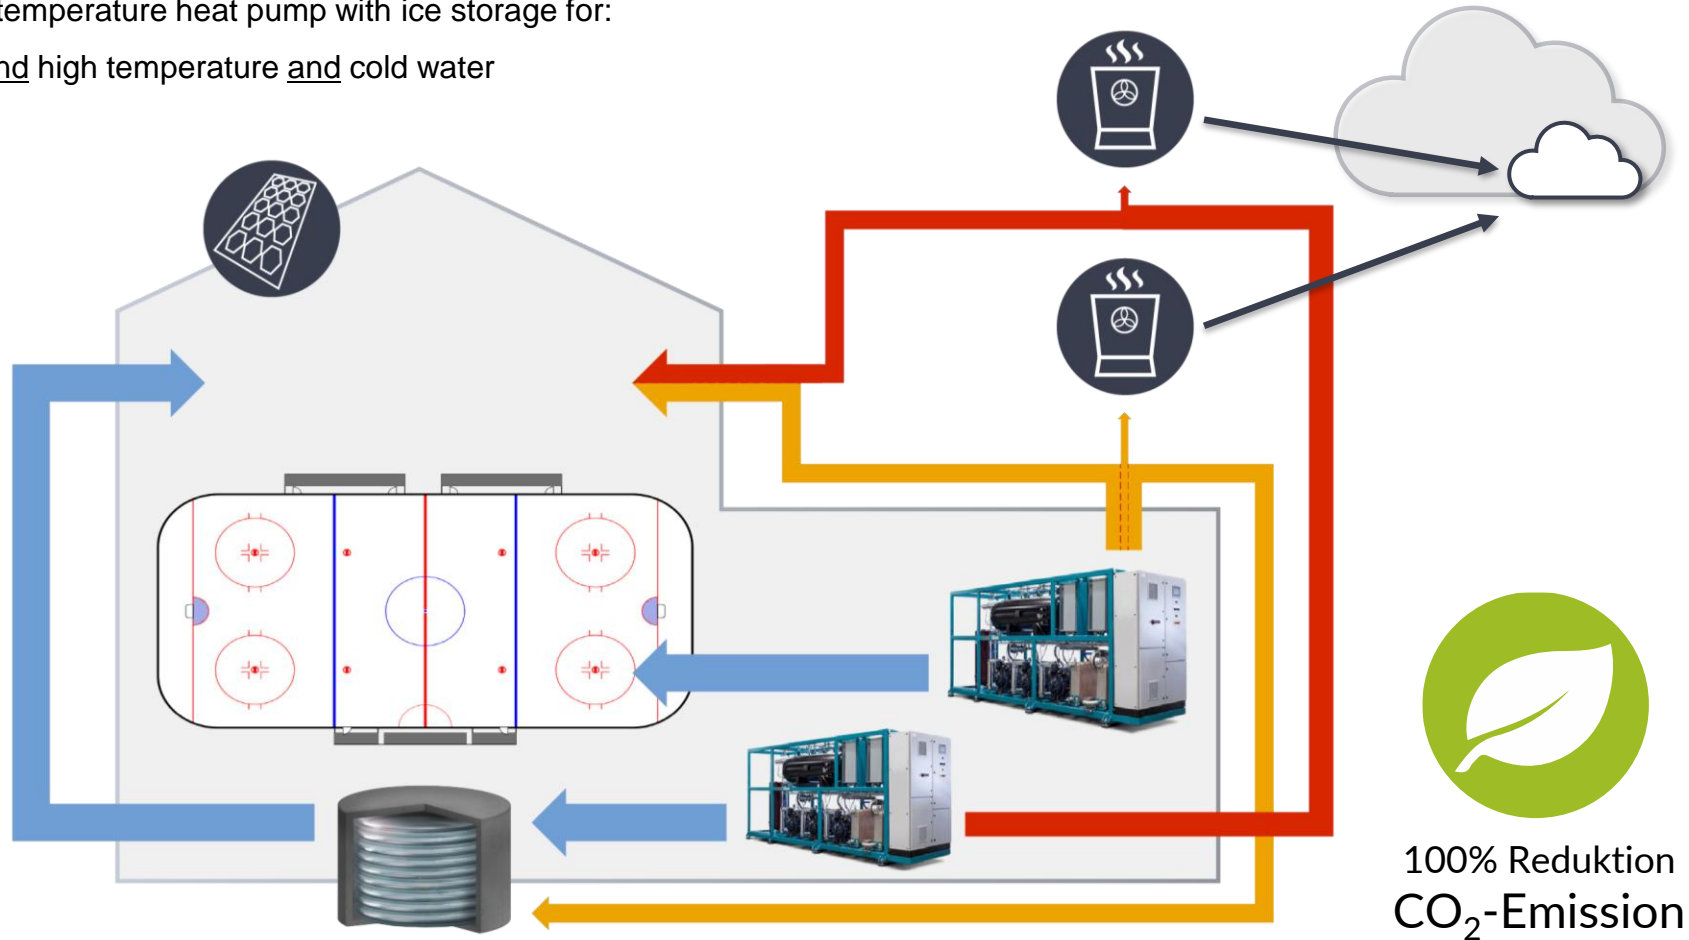 temperature heat pump with ice storage for:
nd high temperature and cold water
100% Reduktion
CO₂-Emission